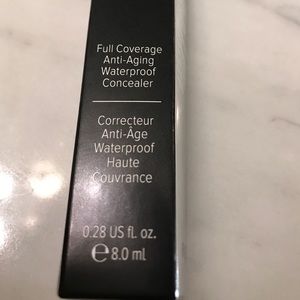 Full Coverage
Anti-Aging
Waterproof
Concealer
Correcteur
Anti-Âge
Waterproof
Haute
Couvrance
0.28 US fl. oz.
℮ 8.0 ml